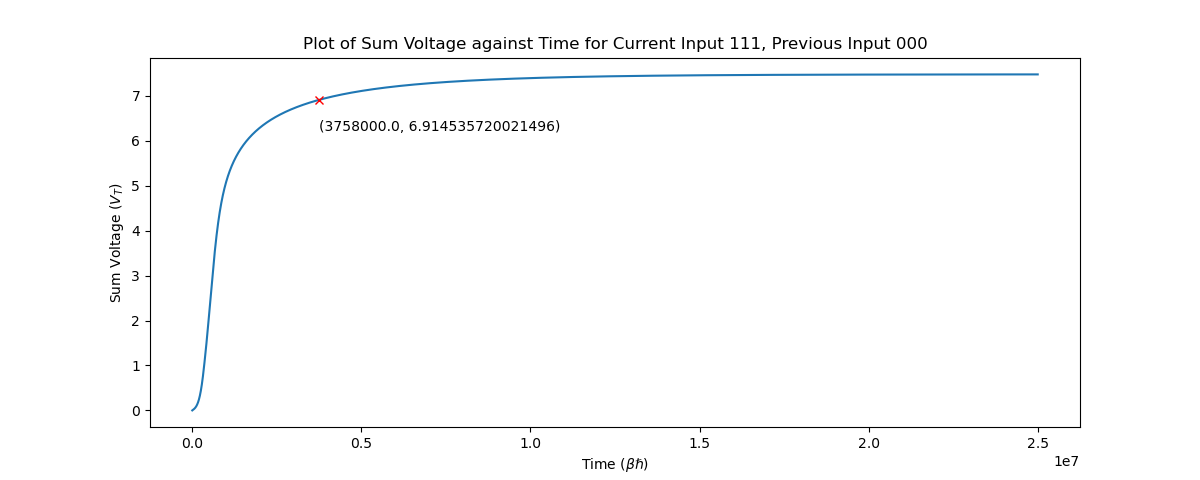 Plot of Sum Voltage against Time for Current Input 111, Previous Input 000
7
6
5
4
3
2
1
0
Sum Voltage (V_T)
(3758000.0, 6.914535720021496)
0.0 0.5 1.0 1.5 2.0 2.5
1e7
Time (βℏ)